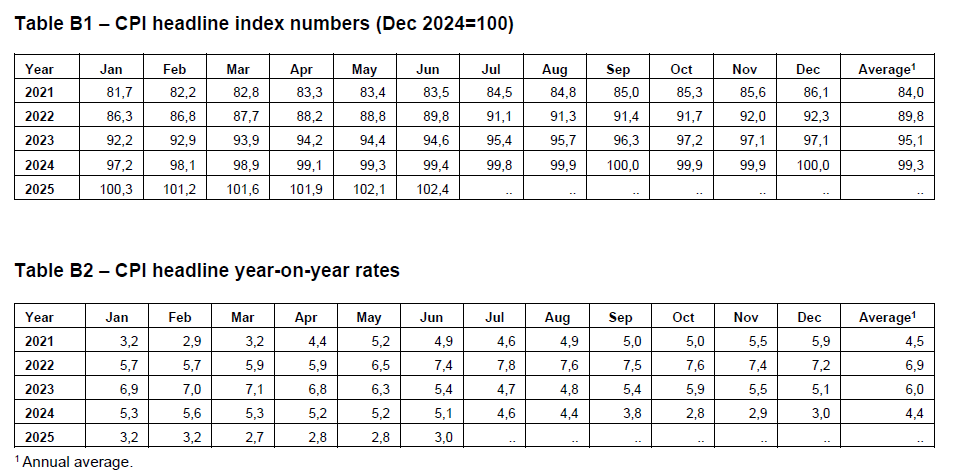 Table B1 – CPI headline index numbers (Dec 2024=100)
Year Jan Feb Mar Apr May Jun Jul Aug Sep Oct Nov Dec Average¹
2021 81,7 82,2 82,8 83,3 83,4 83,5 84,5 84,8 85,0 85,3 85,6 86,1 84,0
2022 86,3 86,8 87,7 88,2 88,8 89,8 91,1 91,3 91,4 91,7 92,0 92,3 89,8
2023 92,2 92,9 93,9 94,2 94,4 94,6 95,4 95,7 96,3 97,2 97,1 97,1 95,1
2024 97,2 98,1 98,9 99,1 99,3 99,4 99,8 99,9 100,0 99,9 99,9 100,0 99,3
2025 100,3 101,2 101,6 101,9 102,1 102,4 .. .. .. .. .. .. ..
Table B2 – CPI headline year-on-year rates
Year Jan Feb Mar Apr May Jun Jul Aug Sep Oct Nov Dec Average¹
2021 3,2 2,9 3,2 4,4 5,2 4,9 4,6 4,9 5,0 5,0 5,5 5,9 4,5
2022 5,7 5,7 5,9 5,9 6,5 7,4 7,8 7,6 7,5 7,6 7,4 7,2 6,9
2023 6,9 7,0 7,1 6,8 6,3 5,4 4,7 4,8 5,4 5,9 5,5 5,1 6,0
2024 5,3 5,6 5,3 5,2 5,2 5,1 4,6 4,4 3,8 2,8 2,9 3,0 4,4
2025 3,2 3,2 2,7 2,8 2,8 3,0 .. .. .. .. .. .. ..
¹ Annual average.